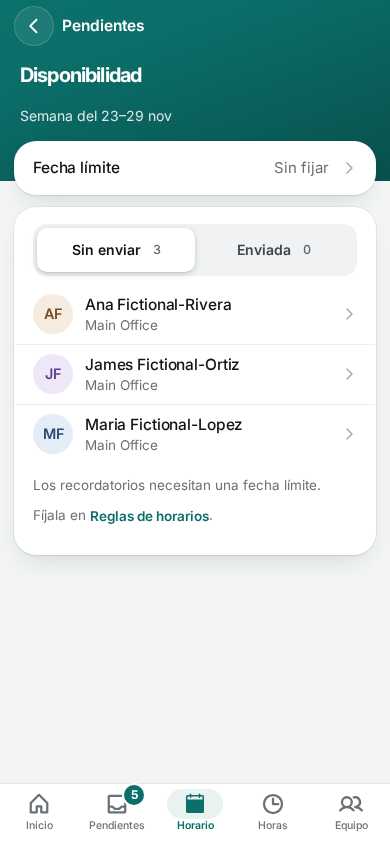 Pendientes
Disponibilidad
Semana del 23–29 nov
Fecha límite Sin fijar
Sin enviar 3 Enviada 0
AF Ana Fictional-Rivera
Main Office
JF James Fictional-Ortiz
Main Office
MF Maria Fictional-Lopez
Main Office
Los recordatorios necesitan una fecha límite.
Fíjala en Reglas de horarios.
5
Inicio Pendientes Horario Horas Equipo